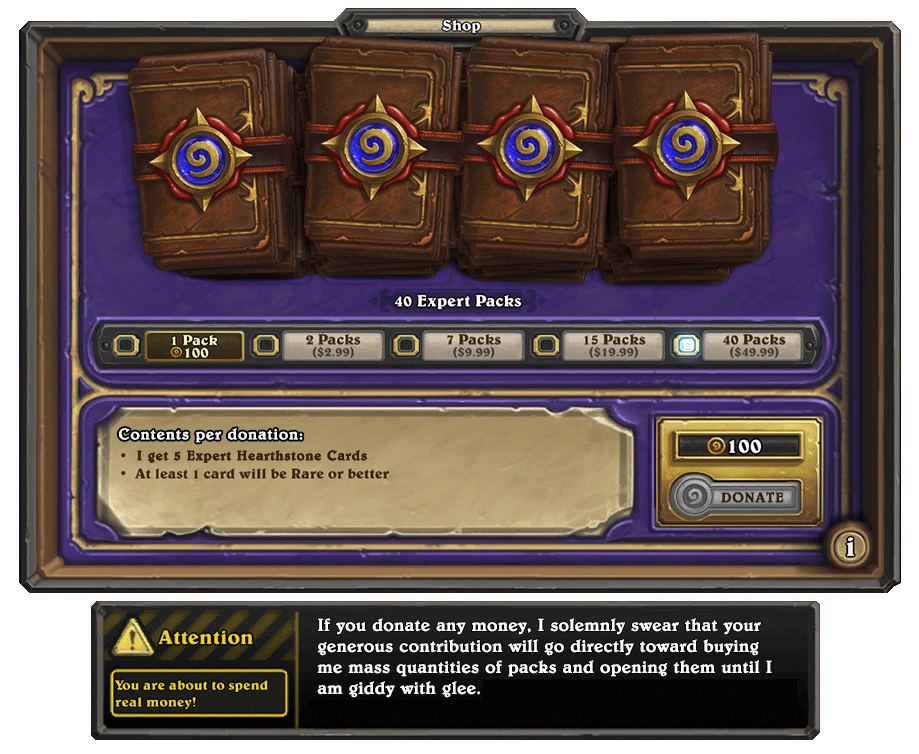 Shop
40 Expert Packs
1 Pack
100
2 Packs
($2.99)
7 Packs
($9.99)
15 Packs
($19.99)
40 Packs
($49.99)
Contents per donation:
• I get 5 Expert Hearthstone Cards
• At least 1 card will be Rare or better
100
DONATE
i
Attention
You are about to spend
real money!
If you donate any money, I solemnly swear that your
generous contribution will go directly toward buying
me mass quantities of packs and opening them until I
am giddy with glee.